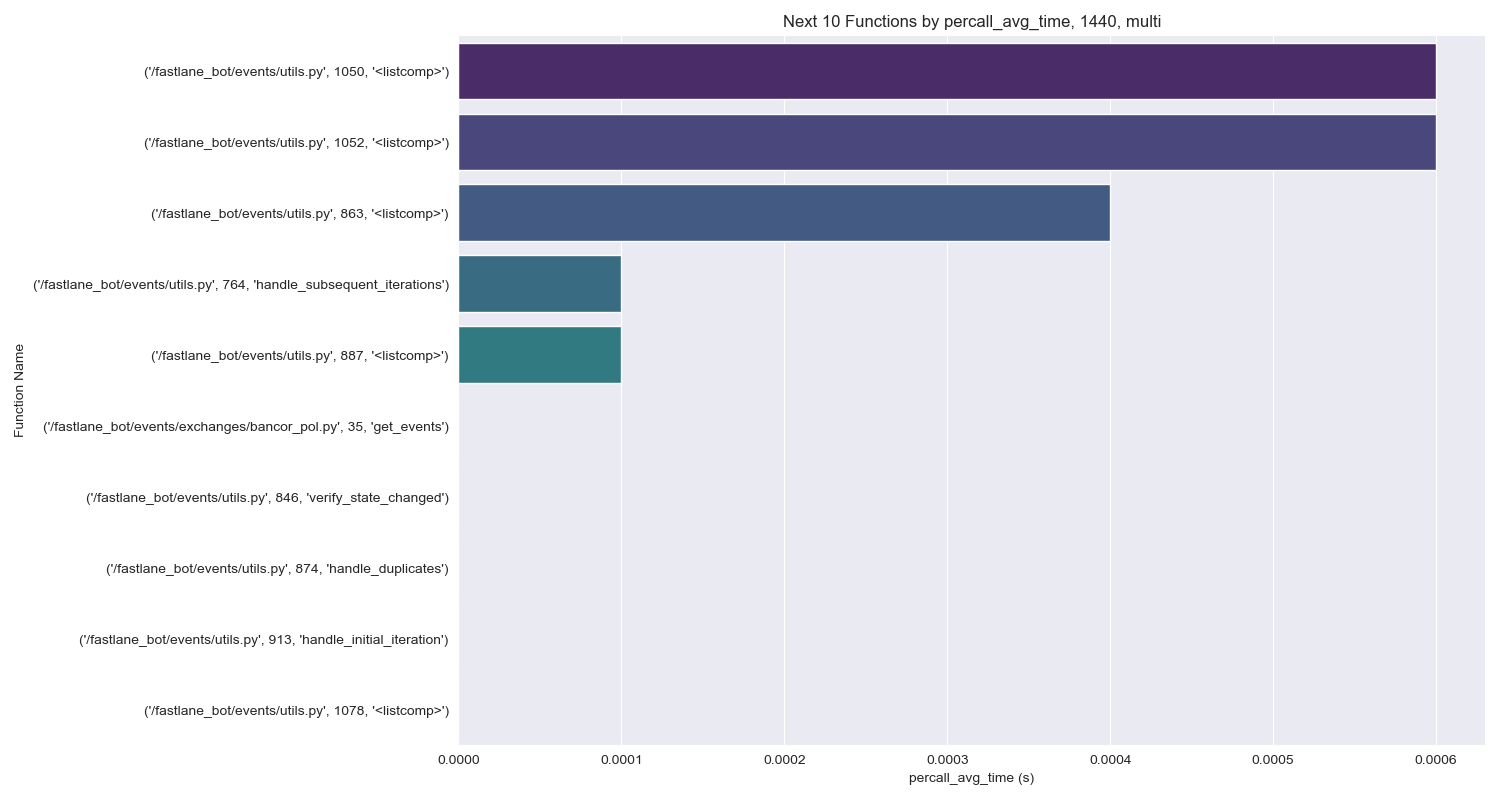 Next 10 Functions by percall_avg_time, 1440, multi
('/fastlane_bot/events/utils.py', 1050, '<listcomp>')
('/fastlane_bot/events/utils.py', 1052, '<listcomp>')
('/fastlane_bot/events/utils.py', 863, '<listcomp>')
('/fastlane_bot/events/utils.py', 764, 'handle_subsequent_iterations')
('/fastlane_bot/events/utils.py', 887, '<listcomp>')
('/fastlane_bot/events/exchanges/bancor_pol.py', 35, 'get_events')
('/fastlane_bot/events/utils.py', 846, 'verify_state_changed')
('/fastlane_bot/events/utils.py', 874, 'handle_duplicates')
('/fastlane_bot/events/utils.py', 913, 'handle_initial_iteration')
('/fastlane_bot/events/utils.py', 1078, '<listcomp>')
Function Name
0.0000 0.0001 0.0002 0.0003 0.0004 0.0005 0.0006
percall_avg_time (s)